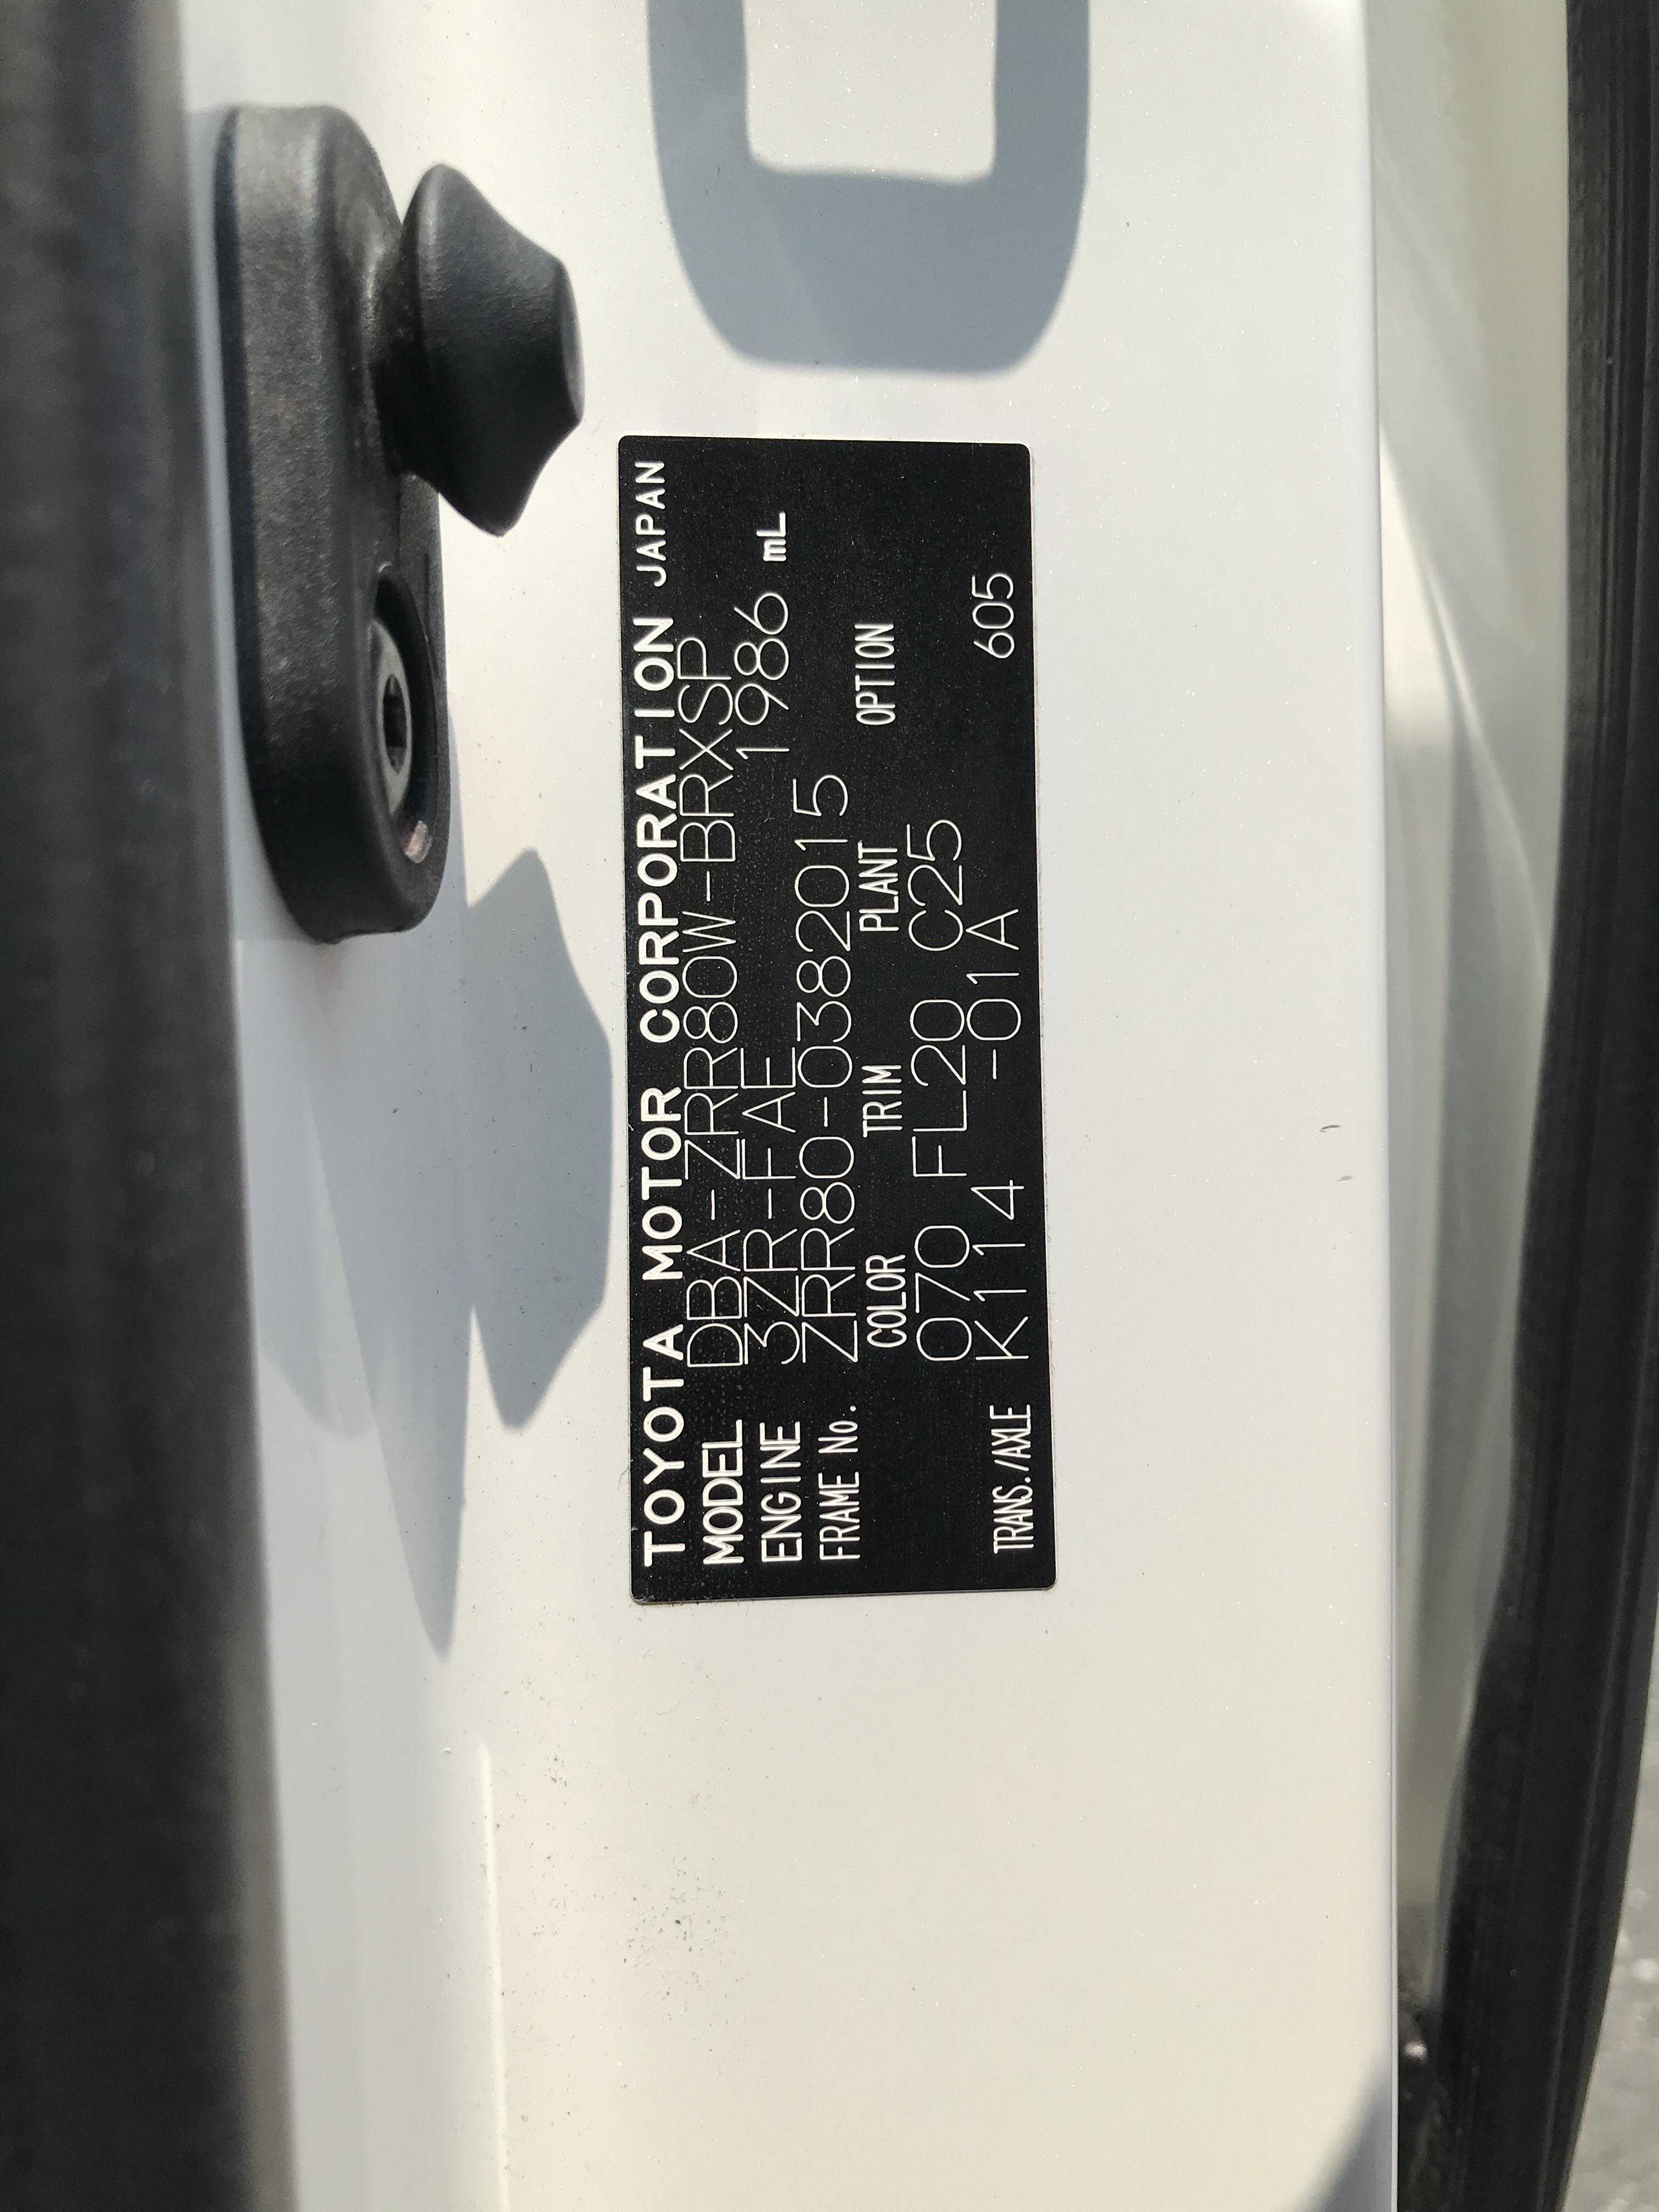 TOYOTA MOTOR CORPORATION JAPAN
MODEL DBA-ZRR80W-BRXSP
ENGINE 3ZR-FAE 1986 mL
FRAME No. ZRR80-0382015
COLOR TRIM PLANT OPTION
070 FL20 C25
TRANS./AXLE K114 -01A 605